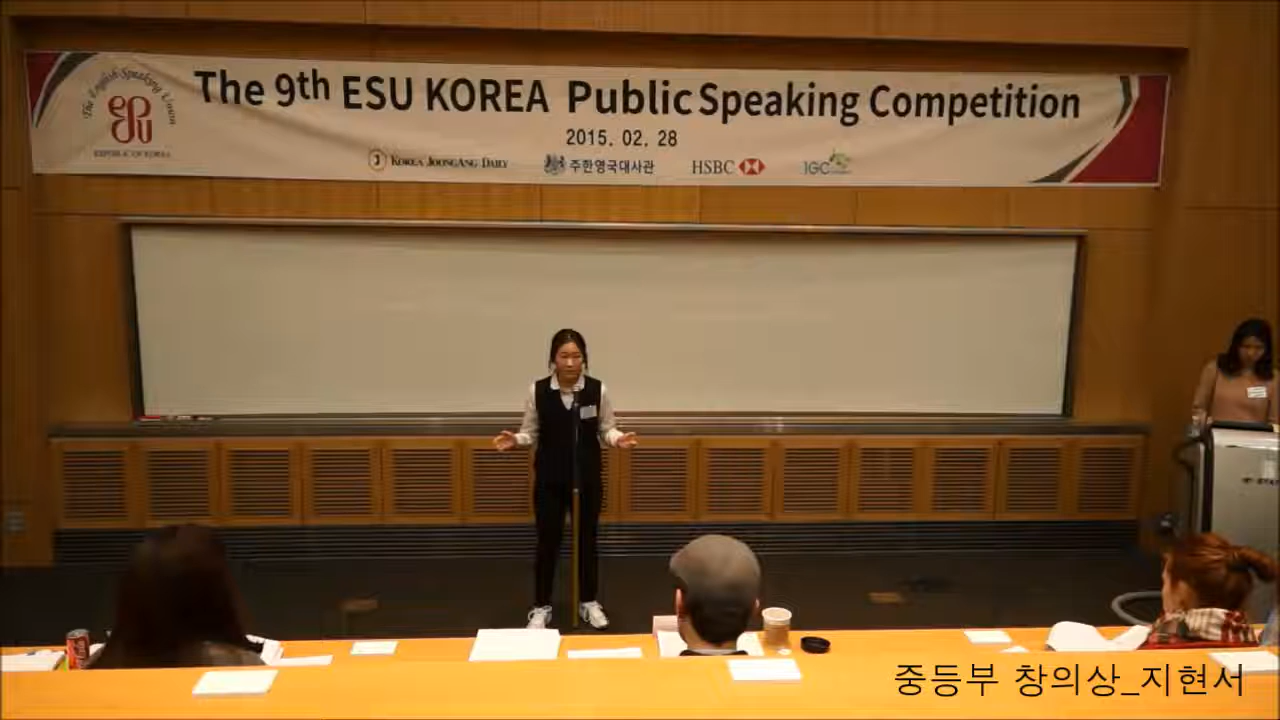 The 9th ESU KOREA Public Speaking Competition
The English-Speaking Union
ESU
REPUBLIC OF KOREA
2015. 02. 28
KOREA JOONGANG DAILY
주한영국대사관
HSBC
IGC
중등부 창의상_지현서